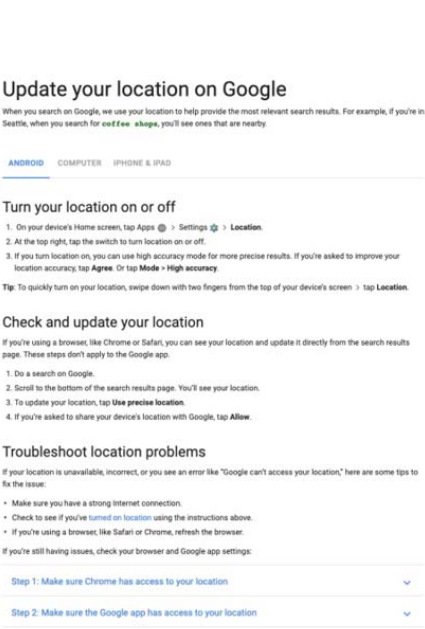 Update your location on Google
When you search on Google, we use your location to help provide the most relevant search results. For example, if you're in
Seattle, when you search for coffee shops, you'll see ones that are nearby.
ANDROID COMPUTER IPHONE & IPAD
Turn your location on or off
1. On your device's Home screen, tap Apps > Settings > Location.
2. At the top right, tap the switch to turn location on or off.
3. If you turn location on, you can use high accuracy mode for more precise results. If you're asked to improve your
location accuracy, tap Agree. Or tap Mode > High accuracy.
Tip: To quickly turn on your location, swipe down with two fingers from the top of your device's screen > tap Location.
Check and update your location
If you're using a browser, like Chrome or Safari, you can see your location and update it directly from the search results
page. These steps don't apply to the Google app.
1. Do a search on Google.
2. Scroll to the bottom of the search results page. You'll see your location.
3. To update your location, tap Use precise location.
4. If you're asked to share your device's location with Google, tap Allow.
Troubleshoot location problems
If your location is unavailable, incorrect, or you see an error like "Google can't access your location," here are some tips to
fix the issue:
• Make sure you have a strong Internet connection.
• Check to see if you've turned on location using the instructions above.
• If you're using a browser, like Safari or Chrome, refresh the browser.
If you're still having issues, check your browser and Google app settings:
Step 1: Make sure Chrome has access to your location
Step 2: Make sure the Google app has access to your location